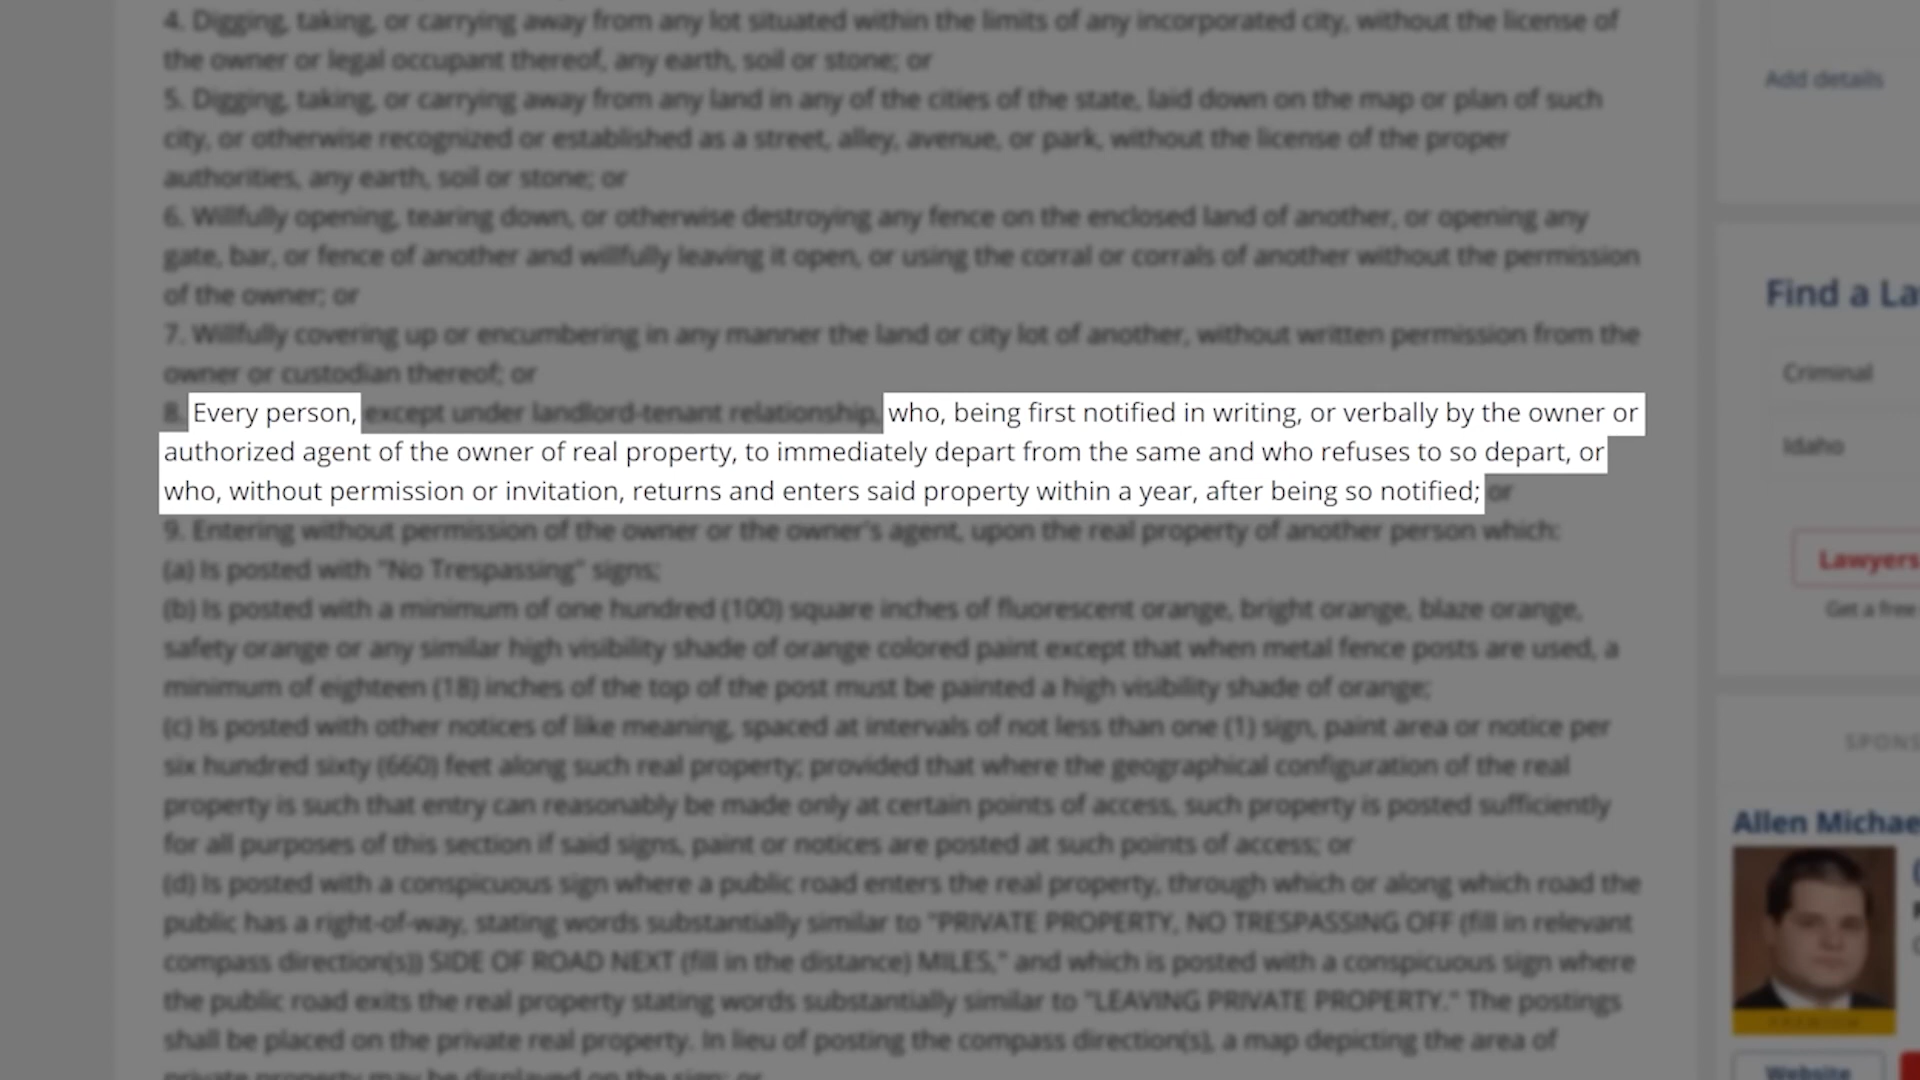 4. Digging, taking, or carrying away from any lot situated within the limits of any incorporated city, without the license of
the owner or legal occupant thereof, any earth, soil or stone; or
5. Digging, taking, or carrying away from any land in any of the cities of the state, laid down on the map or plan of such
city, or otherwise recognized or established as a street, alley, avenue, or park, without the license of the proper
authorities, any earth, soil or stone; or
6. Willfully opening, tearing down, or otherwise destroying any fence on the enclosed land of another, or opening any
gate, bar, or fence of another and willfully leaving it open, or using the corral or corrals of another without the permission
of the owner; or
7. Willfully covering up or encumbering in any manner the land or city lot of another, without written permission from the
owner or custodian thereof; or
8. Every person, except under landlord-tenant relationship, who, being first notified in writing, or verbally by the owner or
authorized agent of the owner of real property, to immediately depart from the same and who refuses to so depart, or
who, without permission or invitation, returns and enters said property within a year, after being so notified; or
9. Entering without permission of the owner or the owner's agent, upon the real property of another person which:
(a) Is posted with "No Trespassing" signs;
(b) Is posted with a minimum of one hundred (100) square inches of fluorescent orange, bright orange, blaze orange,
safety orange or any similar high visibility shade of orange colored paint except that when metal fence posts are used, a
minimum of eighteen (18) inches of the top of the post must be painted a high visibility shade of orange;
(c) Is posted with other notices of like meaning, spaced at intervals of not less than one (1) sign, paint area or notice per
six hundred sixty (660) feet along such real property; provided that where the geographical configuration of the real
property is such that entry can reasonably be made only at certain points of access, such property is posted sufficiently
for all purposes of this section if said signs, paint or notices are posted at such points of access; or
(d) Is posted with a conspicuous sign where a public road enters the real property, through which or along which road the
public has a right-of-way, stating words substantially similar to "PRIVATE PROPERTY, NO TRESPASSING OFF (fill in relevant
compass direction(s)) SIDE OF ROAD NEXT (fill in the distance) MILES," and which is posted with a conspicuous sign where
the public road exits the real property stating words substantially similar to "LEAVING PRIVATE PROPERTY." The postings
shall be placed on the private real property. In lieu of posting the compass direction(s), a map depicting the area of
private property may be displayed on the sign; or
Add details
Find a La
Criminal
Idaho
Lawyers
Get a free
SPONS
Allen Michae
PREMIUM
Website